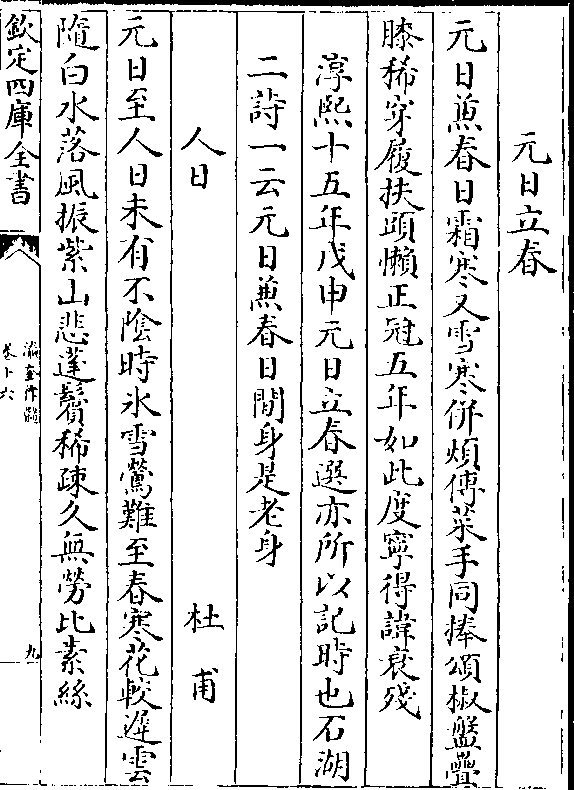 元日立春
元日兼春日霜寒又雪寒併煩傳菜手同捧頌椒盤疊
膝稀穿履扶頭懶正冠五年如此度寧得諱衰殘
淳熙十五年戊申元日立春選亦所以記時也石湖
二詩一云元日兼春日閒身是老身
人日 杜甫
元日至人日未有不陰時氷雪鶯難至春寒花較遲雲
隨白水落風振紫山悲蓬鬢稀疎久無勞比素絲
欽定四庫全書
瀛奎律髓
卷十六
九